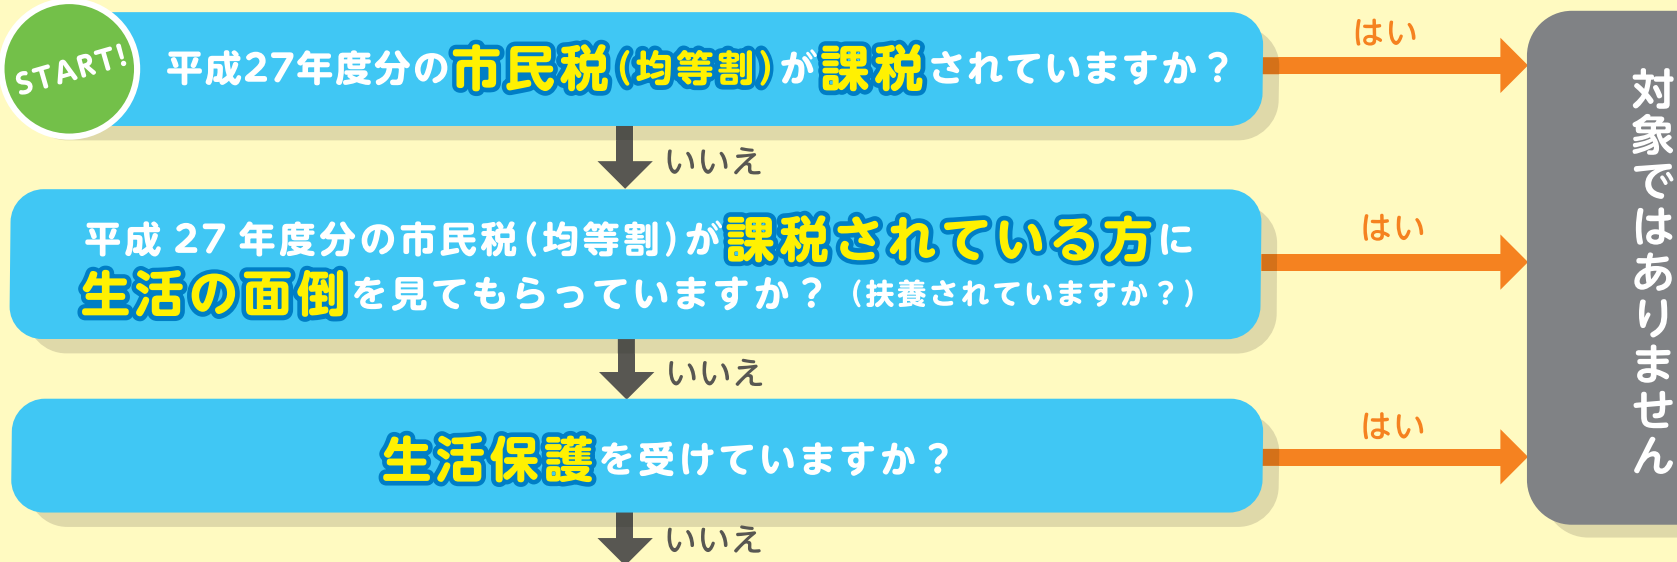 START!
平成27年度分の市民税(均等割)が課税されていますか？
はい
いいえ
平成 27 年度分の市民税(均等割)が課税されている方に
生活の面倒を見てもらっていますか？（扶養されていますか？）
はい
いいえ
生活保護を受けていますか？
はい
いいえ
対象ではありません